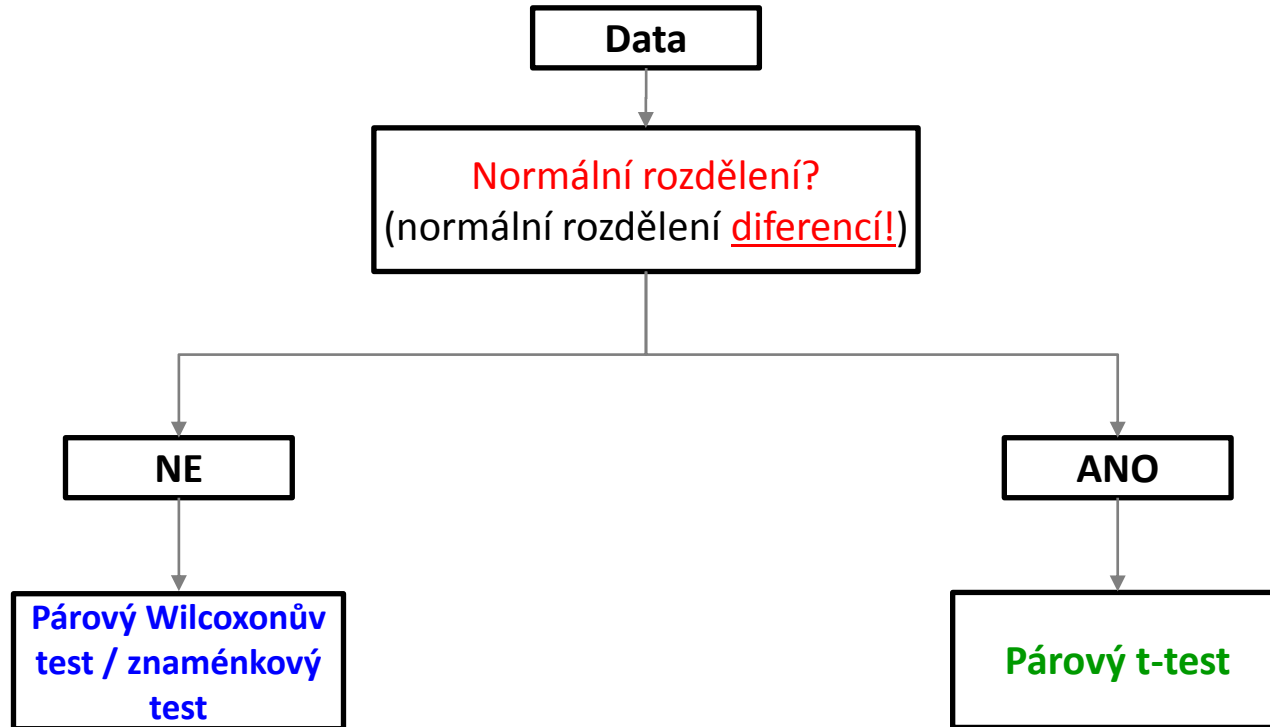 Data
Normální rozdělení?
(normální rozdělení diferencí!)
NE
ANO
Párový Wilcoxonův
test / znaménkový
test
Párový t-test